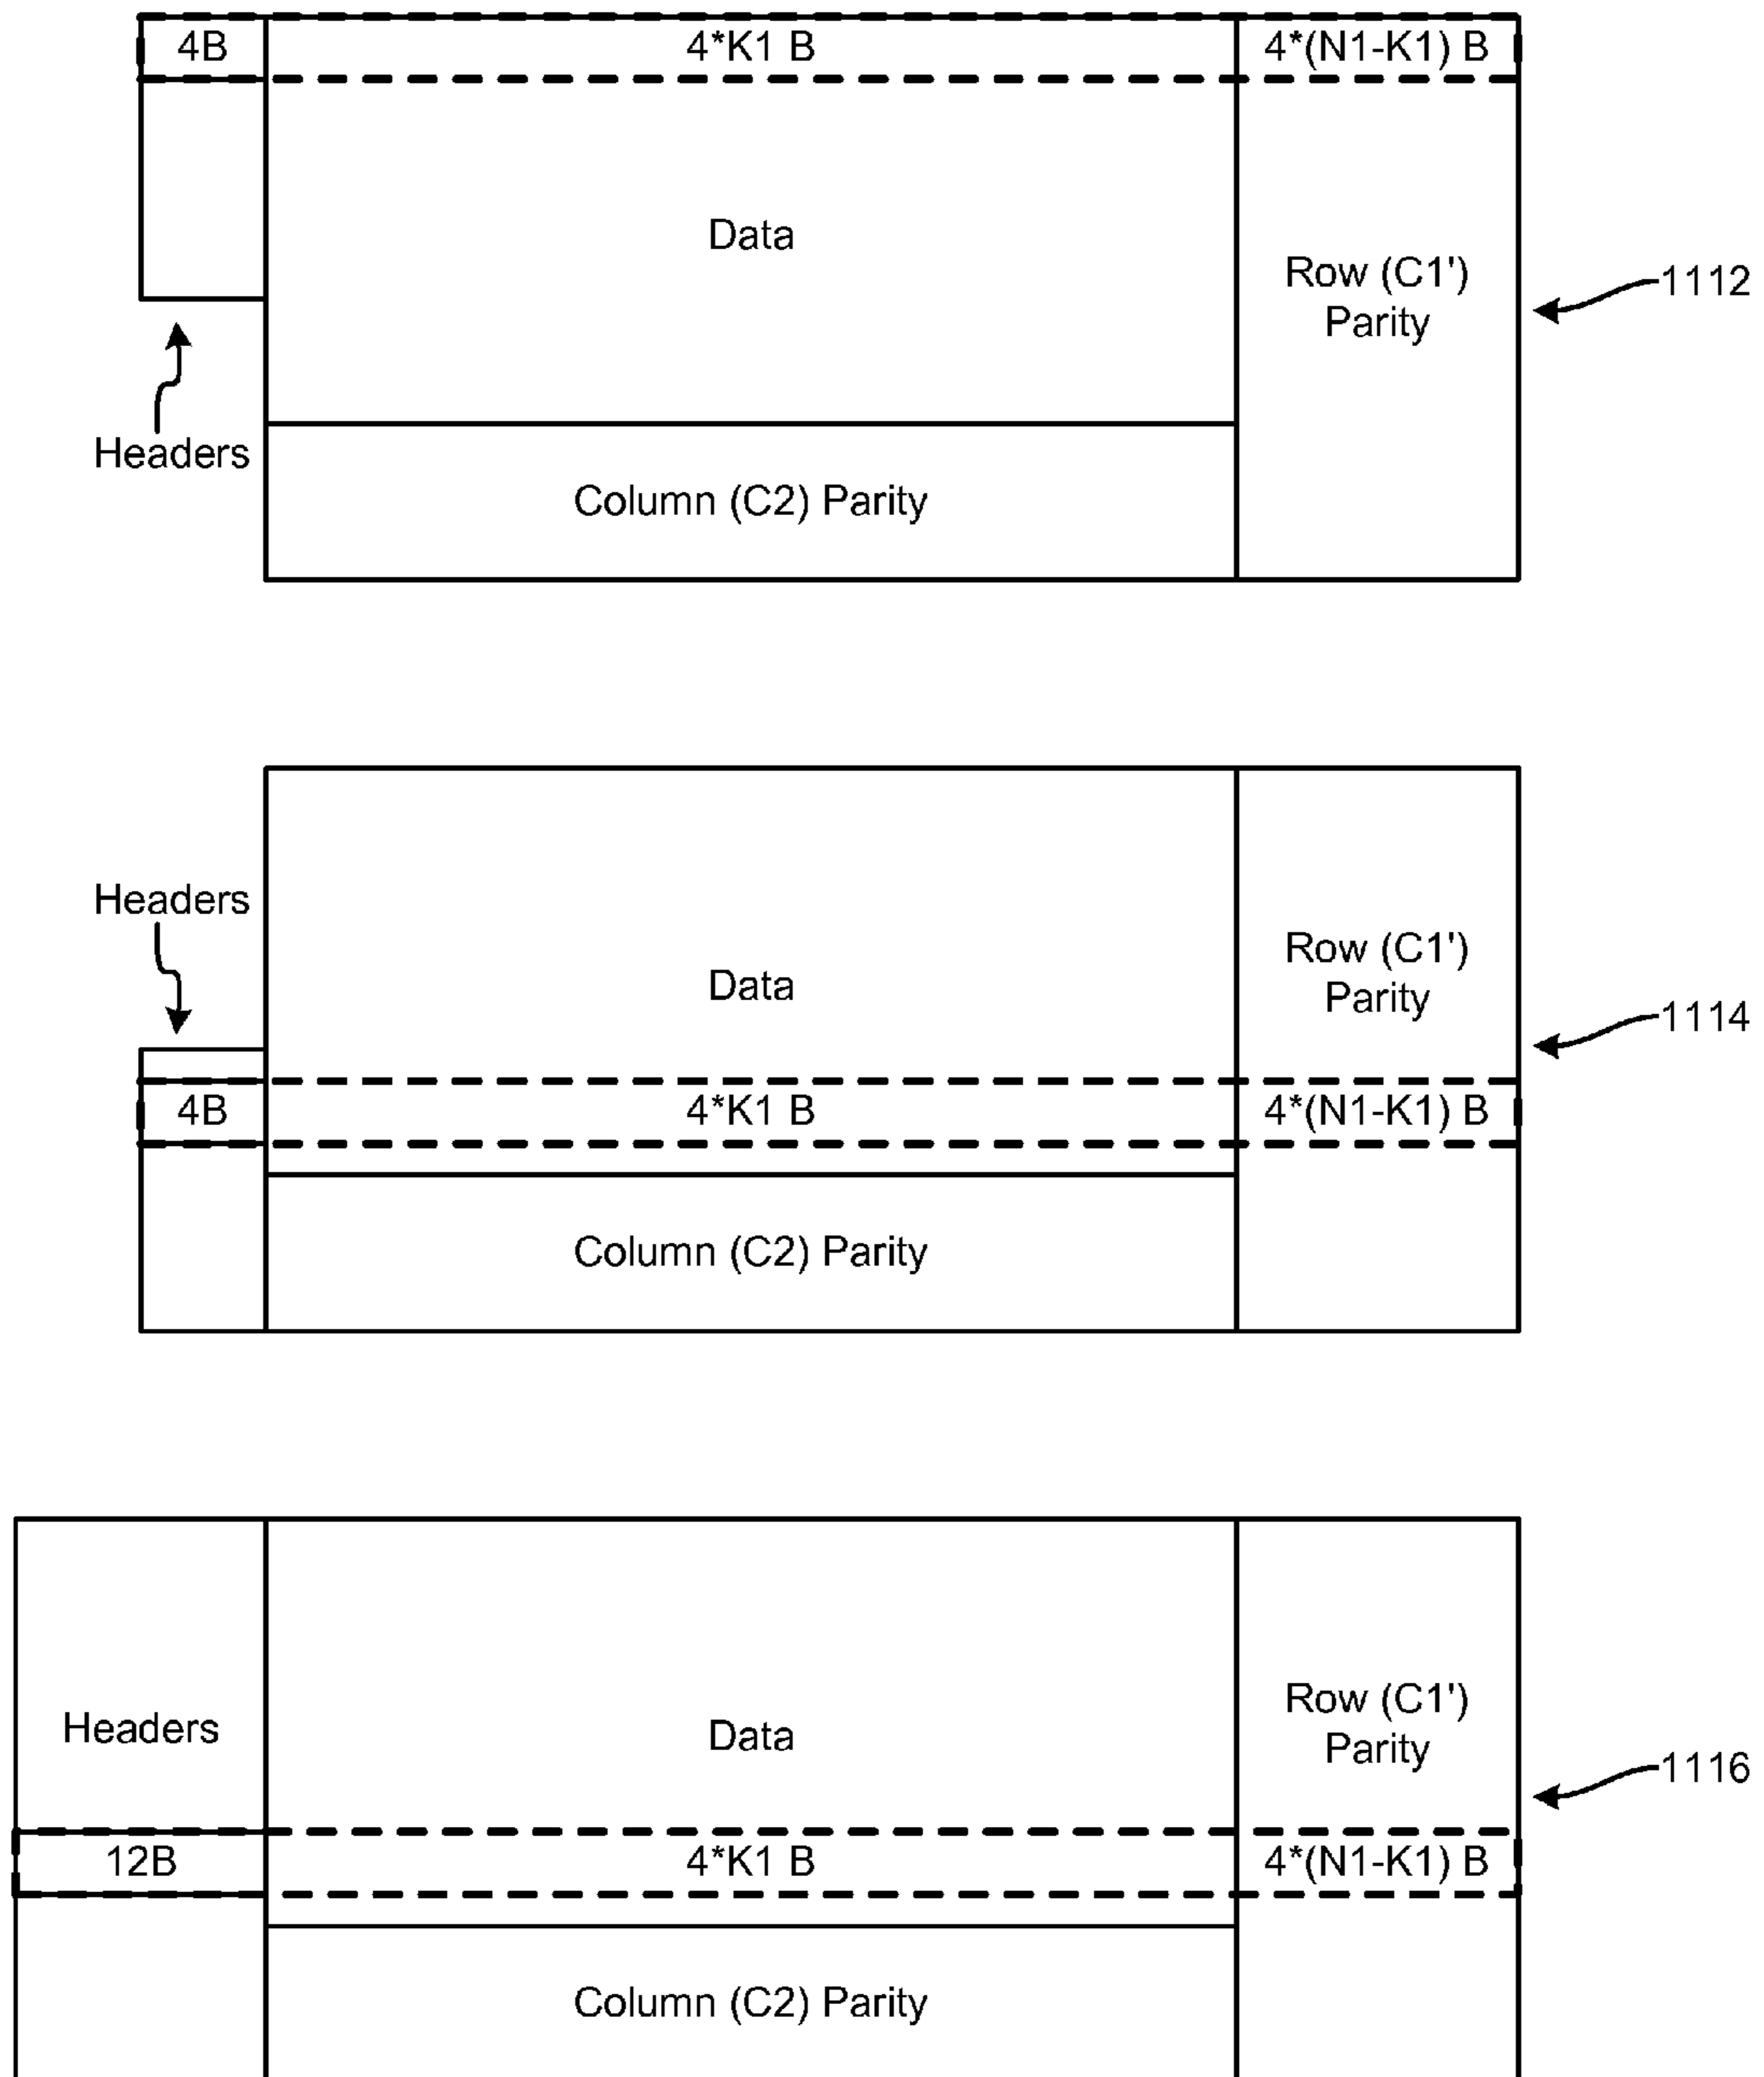 4B 4*K1 B 4*(N1-K1) B
Data
Row (C1')
Parity
1112
Headers
Column (C2) Parity
Headers
Data
Row (C1')
Parity
1114
4B 4*K1 B 4*(N1-K1) B
Column (C2) Parity
Headers
Data
Row (C1')
Parity
1116
12B 4*K1 B 4*(N1-K1) B
Column (C2) Parity